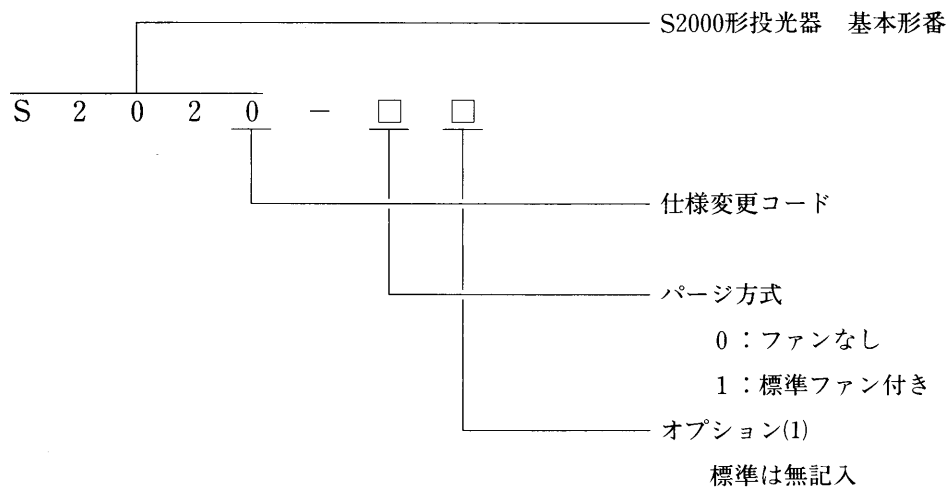 S2000形投光器 基本形番
S 2 0 2 0 － □ □
仕様変更コード
パージ方式
0：ファンなし
1：標準ファン付き
オプション(1)
標準は無記入